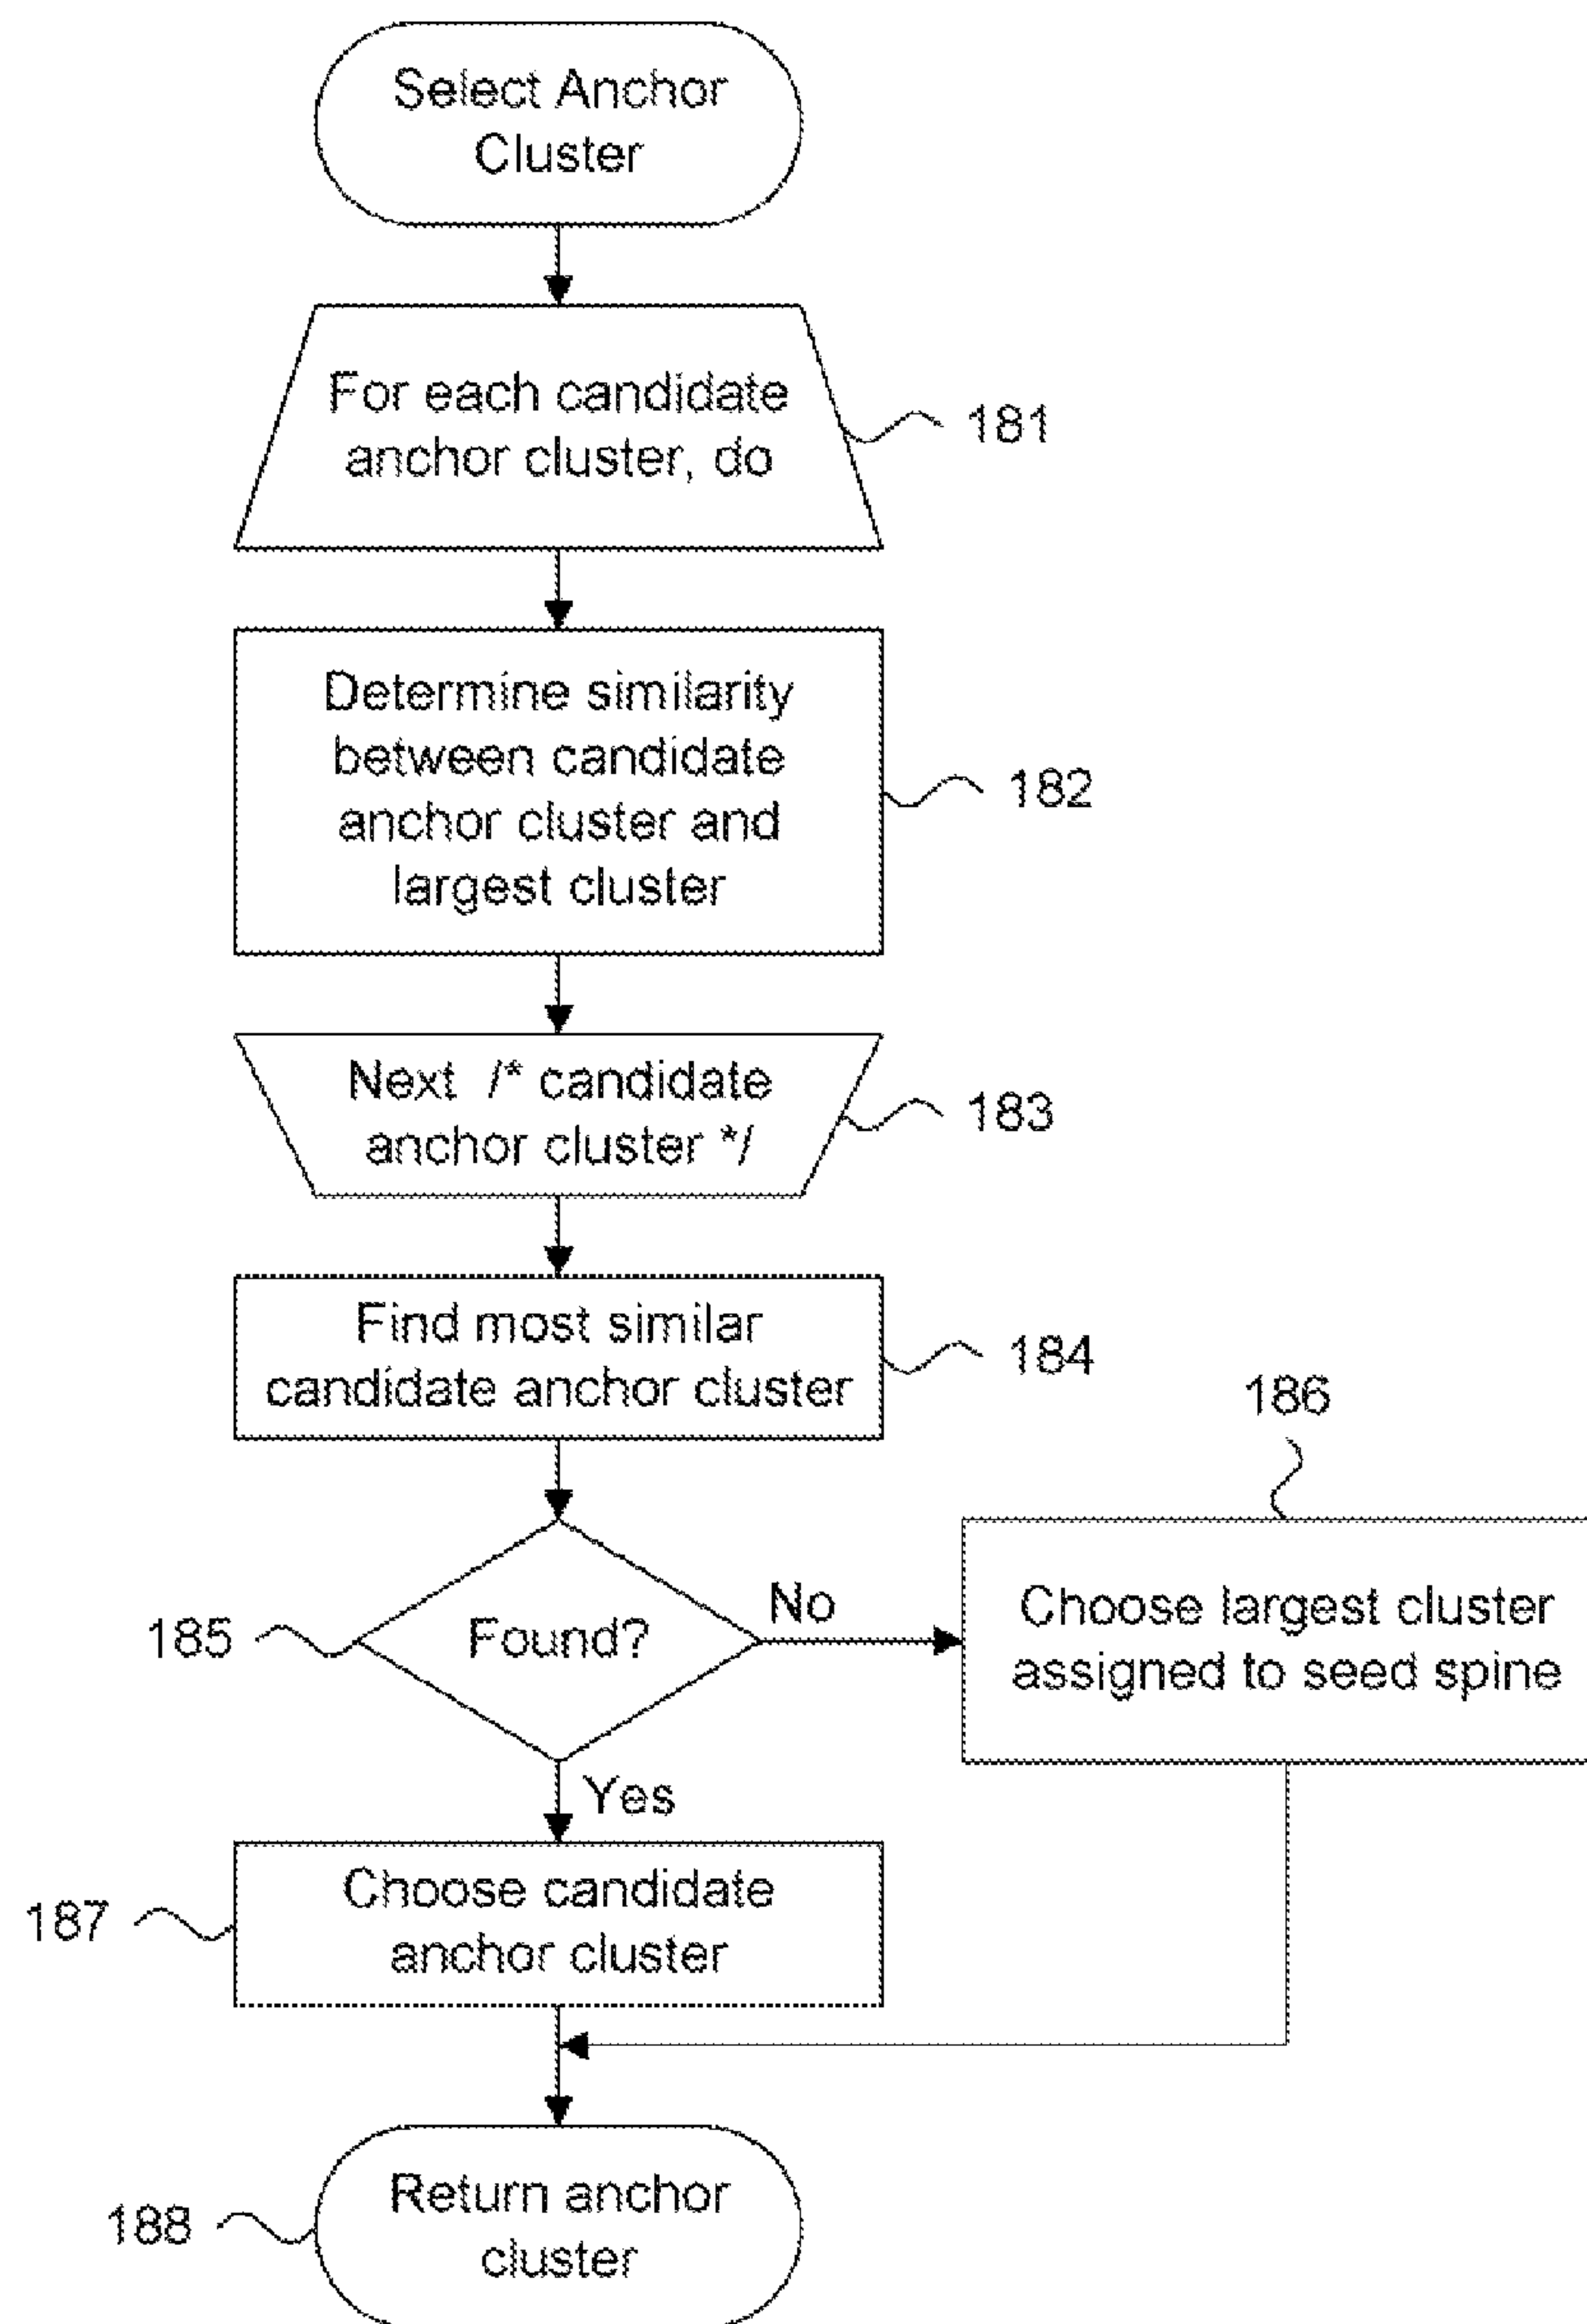 Select Anchor
Cluster
For each candidate
anchor cluster, do
181
Determine similarity
between candidate
anchor cluster and
largest cluster
182
Next /* candidate
anchor cluster */
183
Find most similar
candidate anchor cluster
184
186
185
Found?
No
Choose largest cluster
assigned to seed spine
Yes
187
Choose candidate
anchor cluster
188
Return anchor
cluster